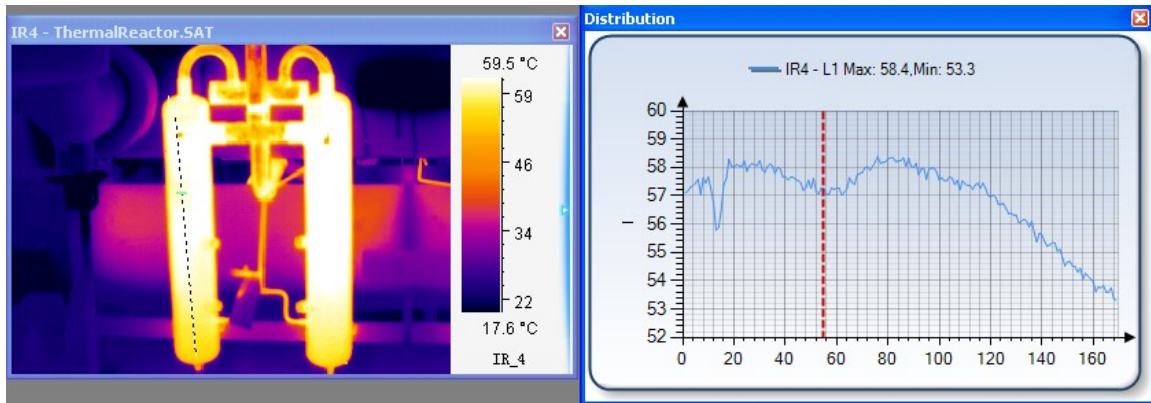 IR4 - ThermalReactor.SAT
59.5 °C
59
46
34
22
17.6 °C
IR_4
Distribution
IR4 - L1 Max: 58.4,Min: 53.3
60
59
58
57
56
55
54
53
52
I
0 20 40 60 80 100 120 140 160